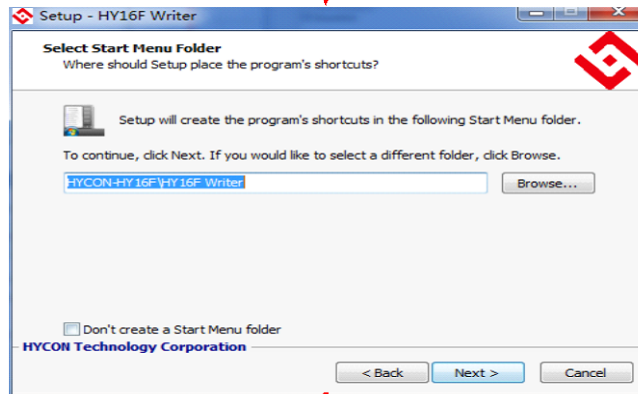 Setup - HY16F Writer
Select Start Menu Folder
Where should Setup place the program's shortcuts?
Setup will create the program's shortcuts in the following Start Menu folder.
To continue, click Next. If you would like to select a different folder, click Browse.
HYCON-HY16F\HY16F Writer
Browse...
Don't create a Start Menu folder
HYCON Technology Corporation
< Back Next > Cancel